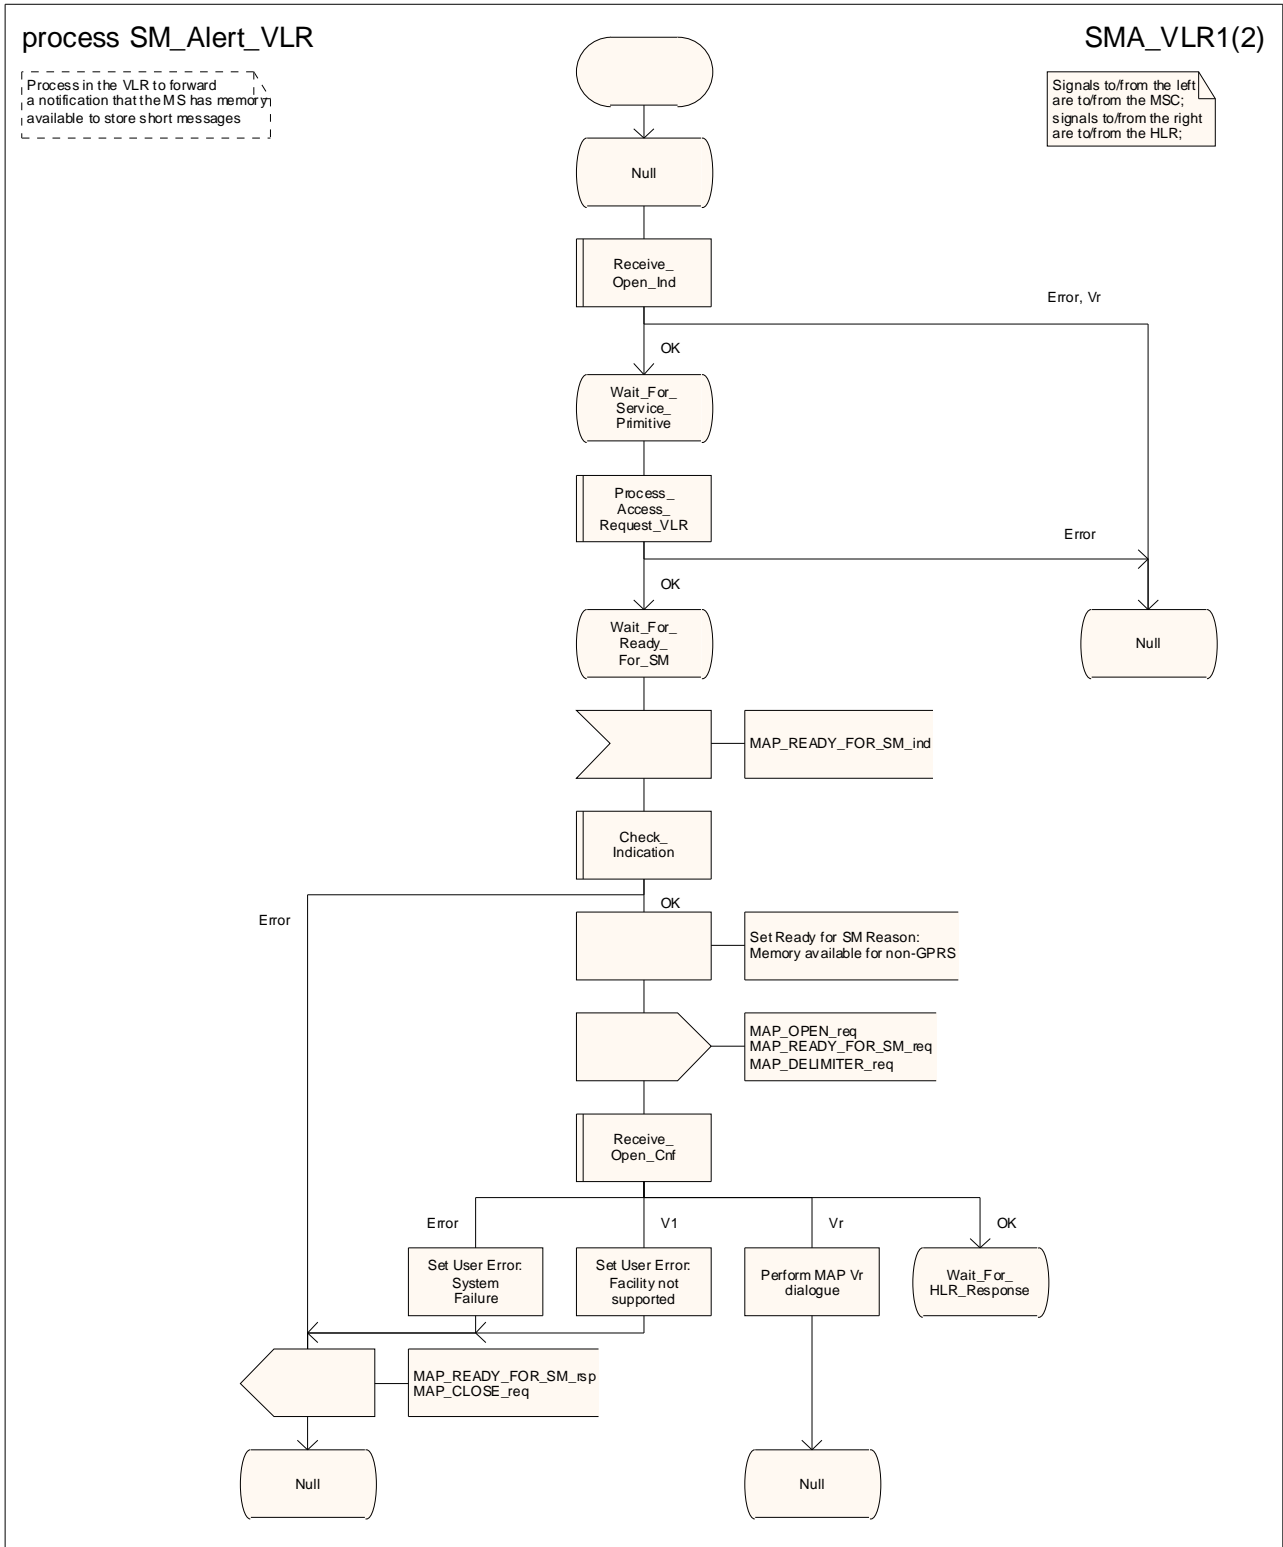 process SM_Alert_VLR
SMA_VLR1(2)
Process in the VLR to forward
a notification that the MS has memory
available to store short messages
Signals to/from the left
are to/from the MSC;
signals to/from the right
are to/from the HLR;
Null
Receive_
Open_Ind
Error, Vr
OK
Wait_For_
Service_
Primitive
Process_
Access_
Request_VLR
Error
OK
Wait_For_
Ready_
For_SM
Null
MAP_READY_FOR_SM_ind
Check_
Indication
Error
OK
Set Ready for SM Reason:
Memory available for non-GPRS
MAP_OPEN_req
MAP_READY_FOR_SM_req
MAP_DELIMITER_req
Receive_
Open_Cnf
Error
V1
Vr
OK
Set User Error:
System
Failure
Set User Error:
Facility not
supported
Perform MAP Vr
dialogue
Wait_For_
HLR_Response
MAP_READY_FOR_SM_rsp
MAP_CLOSE_req
Null
Null